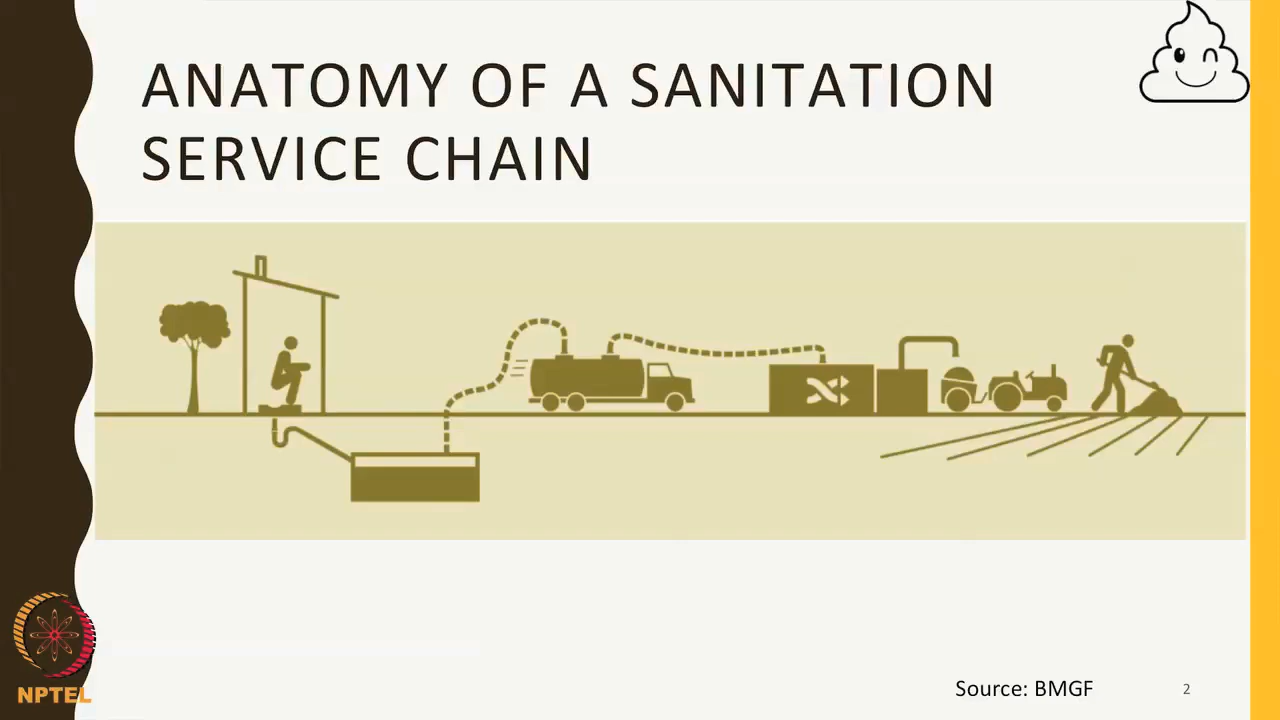 ANATOMY OF A SANITATION
SERVICE CHAIN
NPTEL
Source: BMGF
2